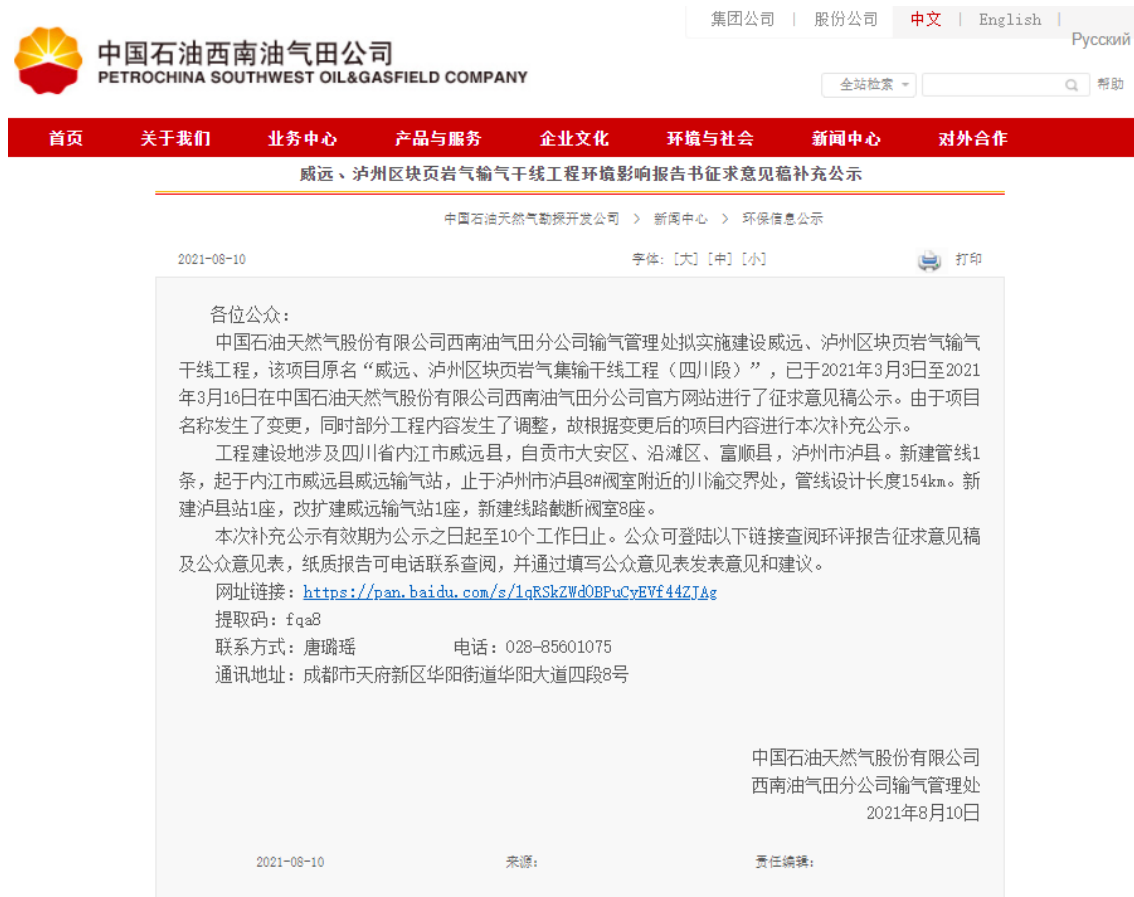 集团公司 | 股份公司 中文 | English |
Русский
中国石油西南油气田公司
PETROCHINA SOUTHWEST OIL&GASFIELD COMPANY
全站检索 帮助
首页 关于我们 业务中心 产品与服务 企业文化 环境与社会 新闻中心 对外合作
威远、泸州区块页岩气输气干线工程环境影响报告书征求意见稿补充公示
中国石油天然气勘探开发公司 > 新闻中心 > 环保信息公示
2021-08-10 字体: [大] [中] [小] 打印
各位公众：
中国石油天然气股份有限公司西南油气田分公司输气管理处拟实施建设威远、泸州区块页岩气输气
干线工程，该项目原名“威远、泸州区块页岩气集输干线工程（四川段）”，已于2021年3月3日至2021
年3月16日在中国石油天然气股份有限公司西南油气田分公司官方网站进行了征求意见稿公示。由于项目
名称发生了变更，同时部分工程内容发生了调整，故根据变更后的项目内容进行本次补充公示。
工程建设地涉及四川省内江市威远县，自贡市大安区、沿滩区、富顺县，泸州市泸县。新建管线1
条，起于内江市威远县威远输气站，止于泸州市泸县8#阀室附近的川渝交界处，管线设计长度154km。新
建泸县站1座，改扩建威远输气站1座，新建线路截断阀室8座。
本次补充公示有效期为公示之日起至10个工作日止。公众可登陆以下链接查阅环评报告征求意见稿
及公众意见表，纸质报告可电话联系查阅，并通过填写公众意见表发表意见和建议。
网址链接：https://pan.baidu.com/s/1qRSkZWdOBPuCyEVf44ZJAg
提取码：fqa8
联系方式：唐璐瑶 电话：028-85601075
通讯地址：成都市天府新区华阳街道华阳大道四段8号
中国石油天然气股份有限公司
西南油气田分公司输气管理处
2021年8月10日
2021-08-10 来源: 责任编辑: